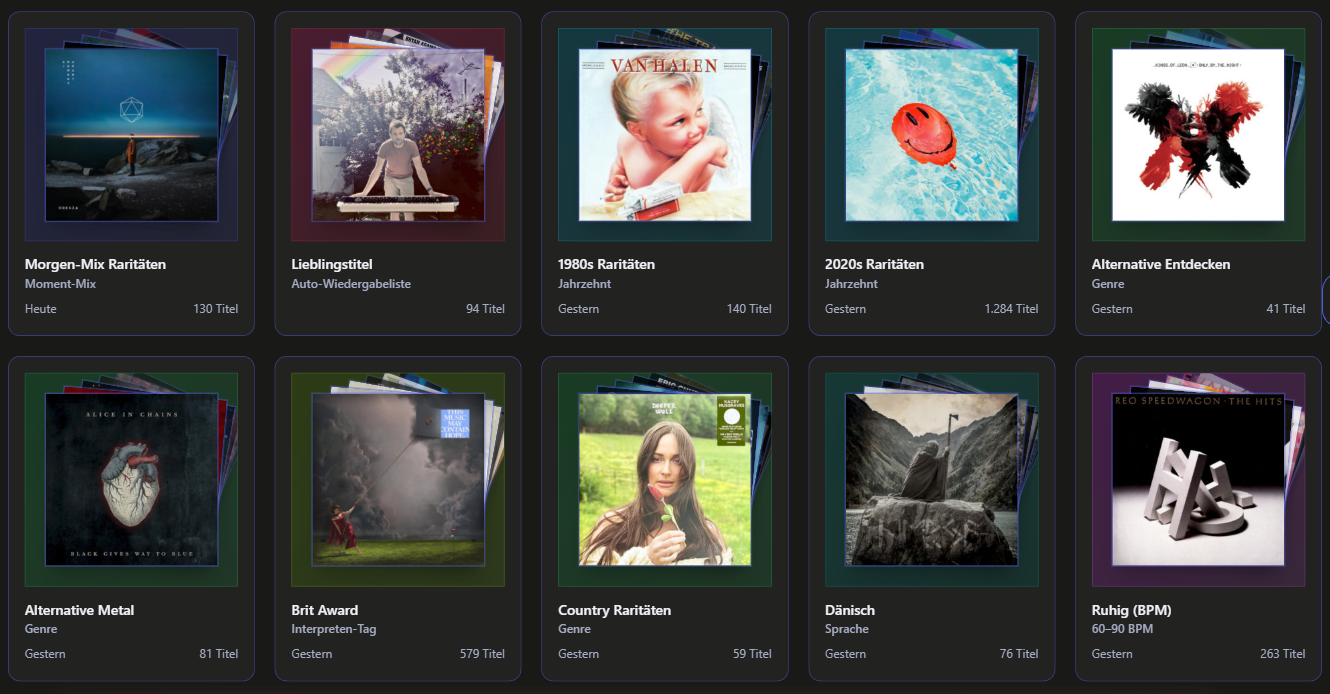 ODESZA
Morgen-Mix Raritäten
Moment-Mix
Heute
130 Titel
Lieblingstitel
Auto-Wiedergabeliste
94 Titel
VAN HALEN
1980s Raritäten
Jahrzehnt
Gestern
140 Titel
2020s Raritäten
Jahrzehnt
Gestern
1.284 Titel
KINGS OF LEON ONLY BY THE NIGHT
Alternative Entdecken
Genre
Gestern
41 Titel
ALICE IN CHAINS
BLACK GIVES WAY TO BLUE
Alternative Metal
Genre
Gestern
81 Titel
THIS
MUSIC
MAY
CONTAIN
HOPE
Brit Award
Interpreten-Tag
Gestern
579 Titel
DEEPER
WELL
KACEY
MUSGRAVES
Country Raritäten
Genre
Gestern
59 Titel
Dänisch
Sprache
Gestern
76 Titel
REO SPEEDWAGON · THE HITS
Ruhig (BPM)
60–90 BPM
Gestern
263 Titel